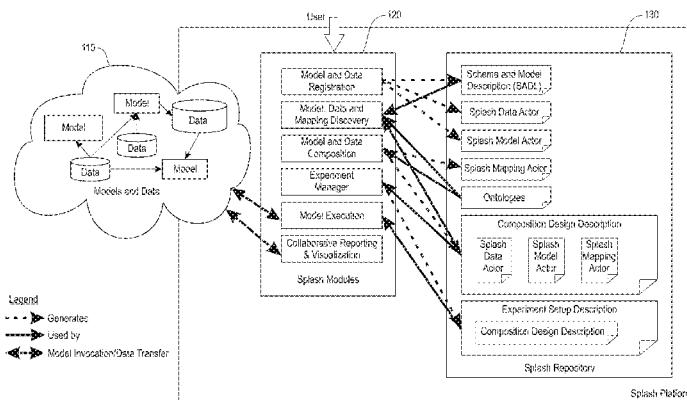 User
115
120
130
Model
Model
Data
Data
Data
Model
Models and Data
Model and Data
Registration
Model, Data and
Mapping Discovery
Model and Data
Composition
Experiment
Manager
Model Execution
Collaborative Reporting
& Visualization
Splash Modules
Schema and Model
Description (SADL)
Splash Data Actor
Splash Model Actor
Splash Mapping Actor
Ontologies
Composition Design Description
Splash
Data
Actor
Splash
Model
Actor
Splash
Mapping
Actor
Experiment Setup Description
Composition Design Description
Splash Repository
Splash Platform
Legend
Generates
Used by
Model Invocation/Data Transfer